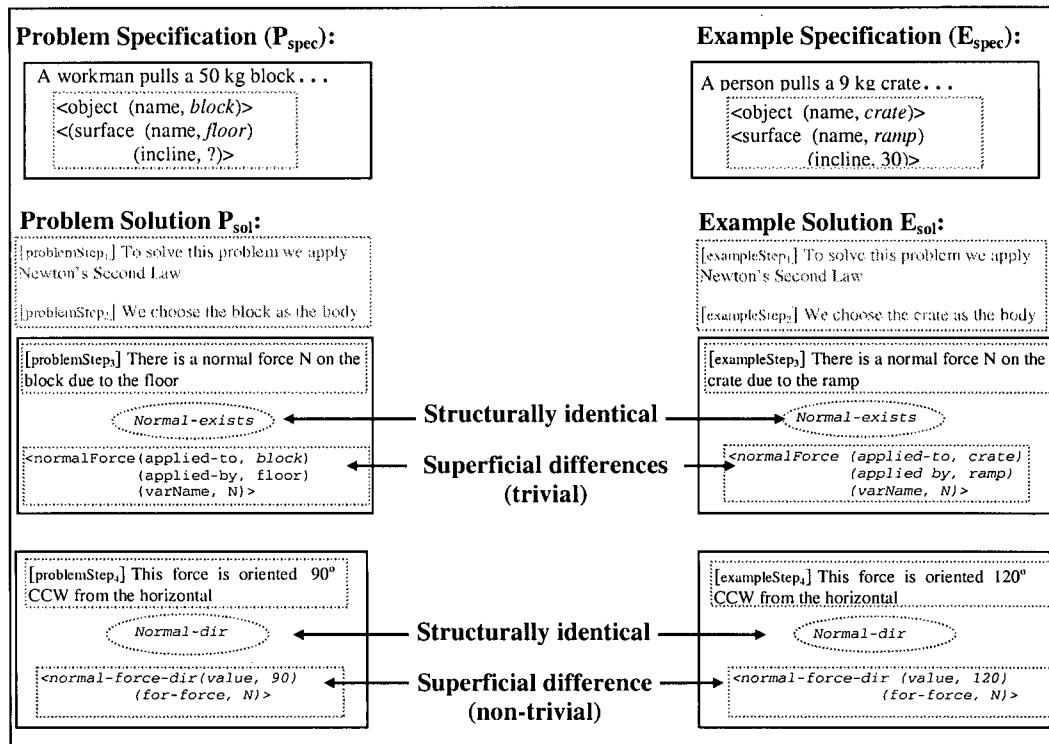 Problem Specification (Pspec):
A workman pulls a 50 kg block...
<object (name, block)>
<(surface (name, floor)
(incline, ?)>
Example Specification (Espec):
A person pulls a 9 kg crate...
<object (name, crate)>
<surface (name, ramp)
(incline, 30)>
Problem Solution Psol:
[problemStep1] To solve this problem we apply
Newton's Second Law
[problemStep2] We choose the block as the body
Example Solution Esol:
[exampleStep1] To solve this problem we apply
Newton's Second Law
[exampleStep2] We choose the crate as the body
[problemStep3] There is a normal force N on the
block due to the floor
Normal-exists
<normalForce(applied-to, block)
(applied-by, floor)
(varName, N)>
Structurally identical
Superficial differences
(trivial)
[exampleStep3] There is a normal force N on the
crate due to the ramp
Normal-exists
<normalForce (applied-to, crate)
(applied by, ramp)
(varName, N)>
[problemStep4] This force is oriented 90°
CCW from the horizontal
Normal-dir
<normal-force-dir(value, 90)
(for-force, N)>
Structurally identical
Superficial difference
(non-trivial)
[exampleStep4] This force is oriented 120°
CCW from the horizontal
Normal-dir
<normal-force-dir (value, 120)
(for-force, N)>